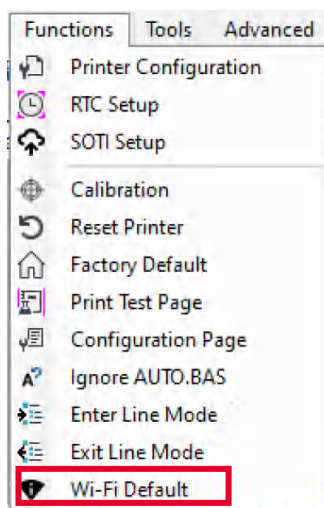 Functions Tools Advanced
Printer Configuration
RTC Setup
SOTI Setup
Calibration
Reset Printer
Factory Default
Print Test Page
Configuration Page
Ignore AUTO.BAS
Enter Line Mode
Exit Line Mode
Wi-Fi Default